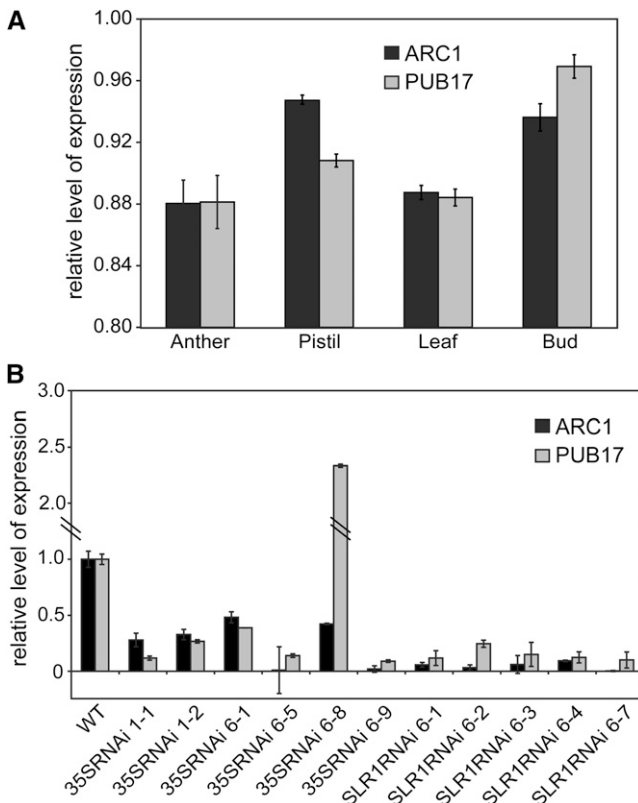 A
relative level of expression
1.00
0.96
0.92
0.88
0.84
0.80
ARC1
PUB17
Anther
Pistil
Leaf
Bud
B
relative level of expression
3.0
2.5
2.0
1.0
0.5
0
ARC1
PUB17
WT
35SRNAi 1-1
35SRNAi 1-2
35SRNAi 6-1
35SRNAi 6-5
35SRNAi 6-8
35SRNAi 6-9
SLR1RNAi 6-1
SLR1RNAi 6-2
SLR1RNAi 6-3
SLR1RNAi 6-4
SLR1RNAi 6-7